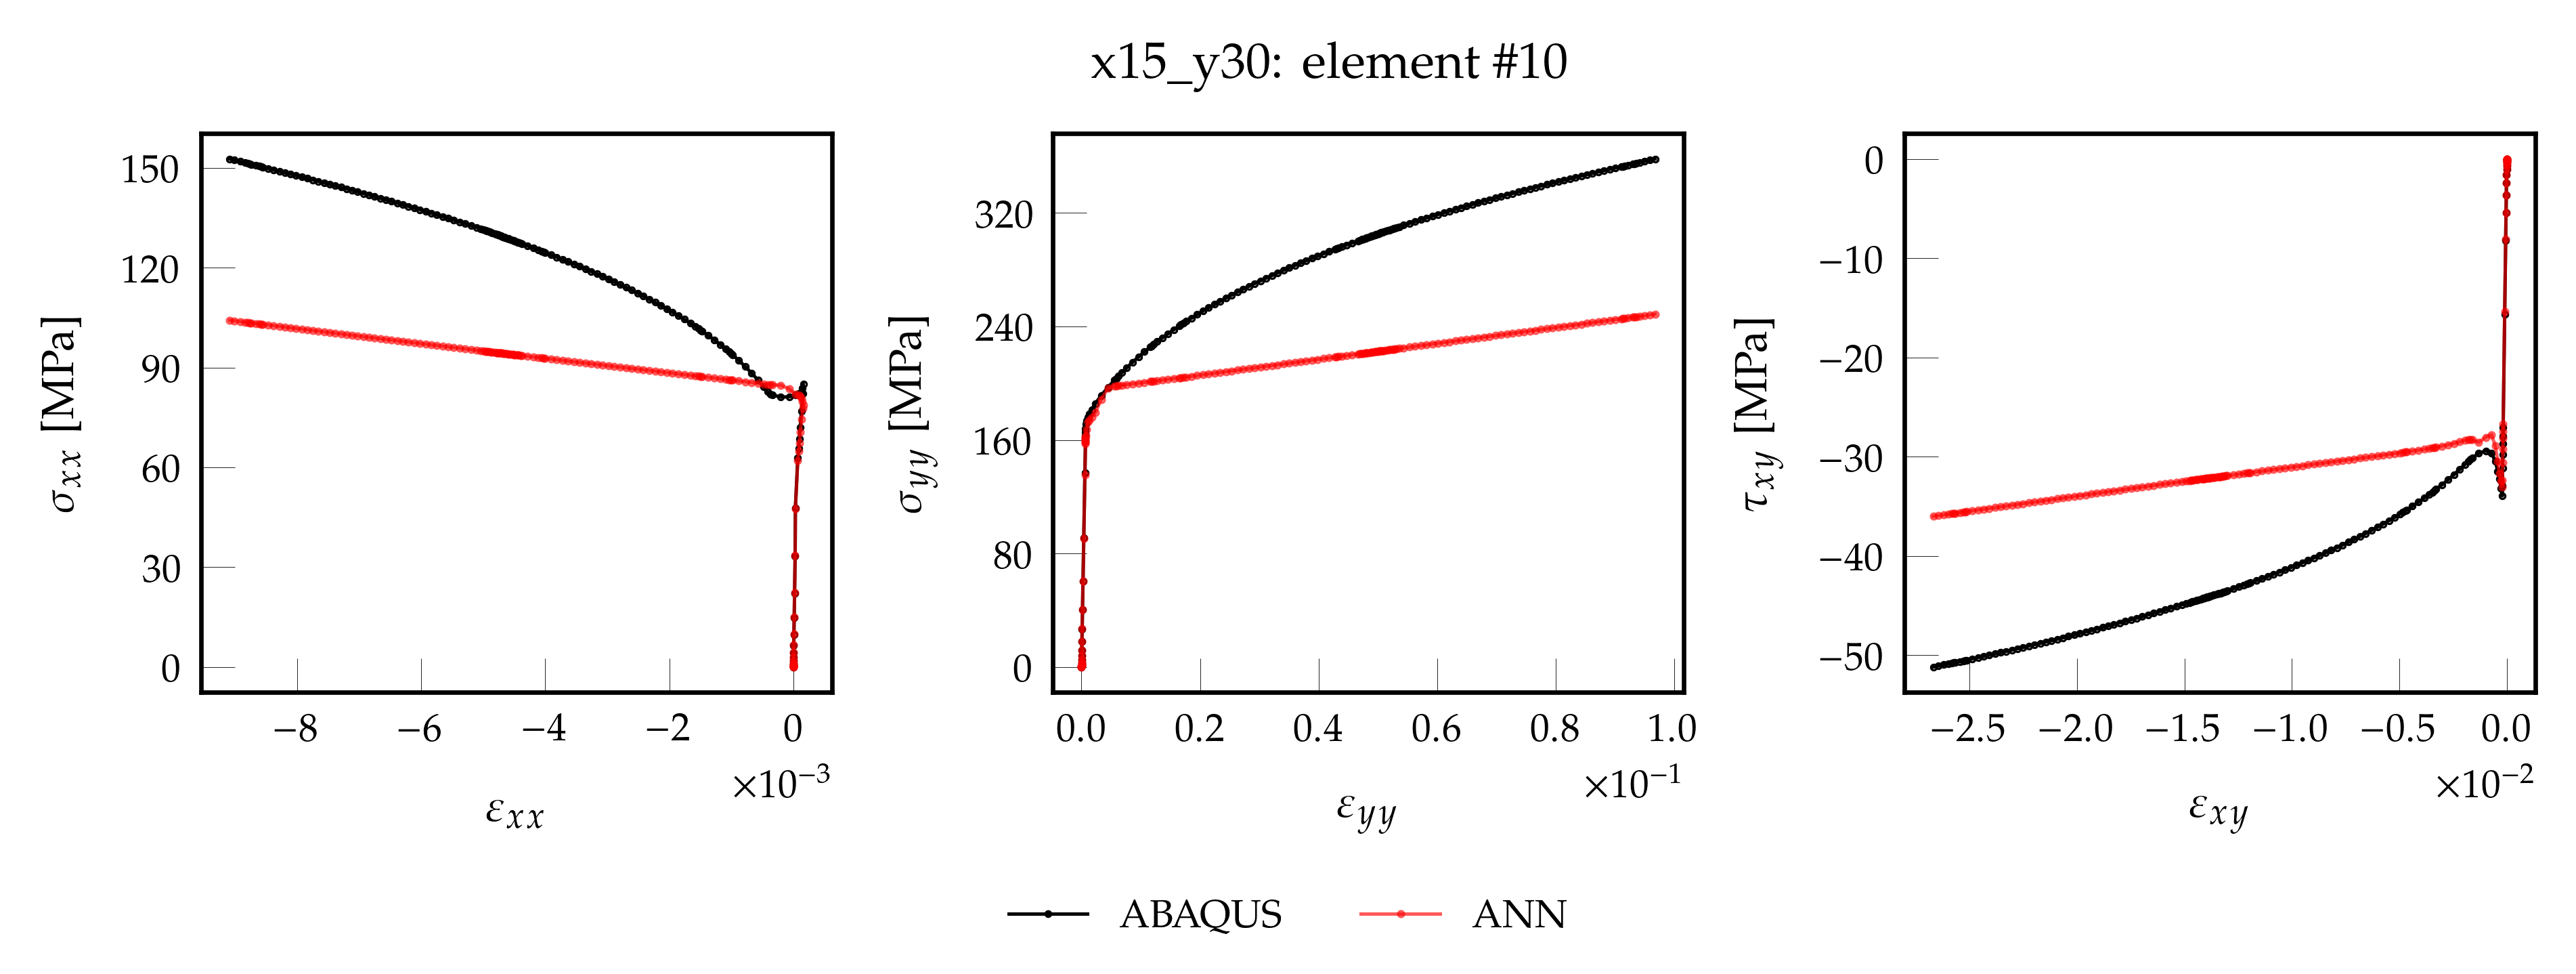 x15_y30: element #10
σxx [MPa]
150
120
90
60
30
0
−8 −6 −4 −2 0
×10⁻³
εxx
σyy [MPa]
320
240
160
80
0
0.0 0.2 0.4 0.6 0.8 1.0
×10⁻¹
εyy
τxy [MPa]
0
−10
−20
−30
−40
−50
−2.5 −2.0 −1.5 −1.0 −0.5 0.0
×10⁻²
εxy
ABAQUS ANN